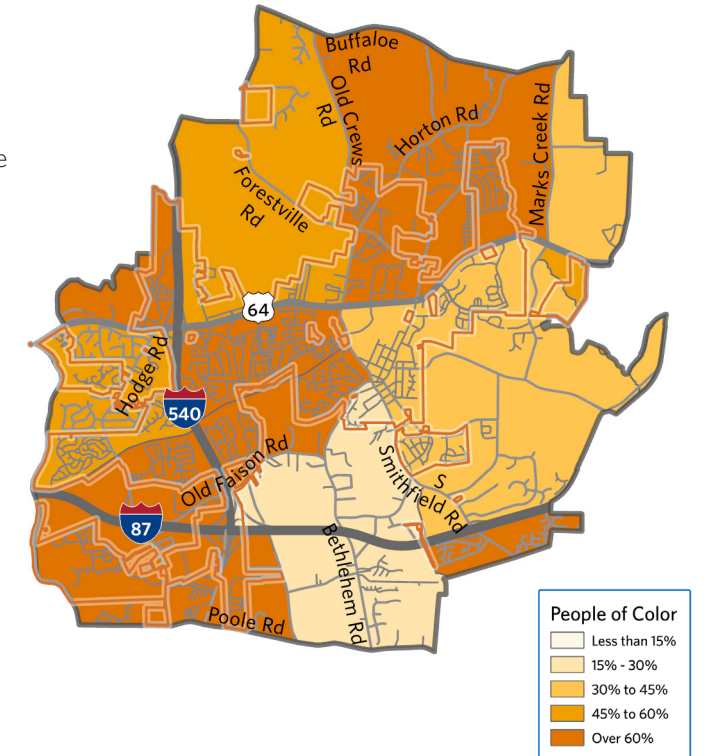 e
Buffaloe
Rd
Old Crews
Rd
Horton Rd
Marks Creek Rd
Forestville
Rd
64
Hodge Rd
540
Old Faison Rd
87
S
Smithfield Rd
Bethlehem Rd
Poole Rd
People of Color
Less than 15%
15% - 30%
30% to 45%
45% to 60%
Over 60%